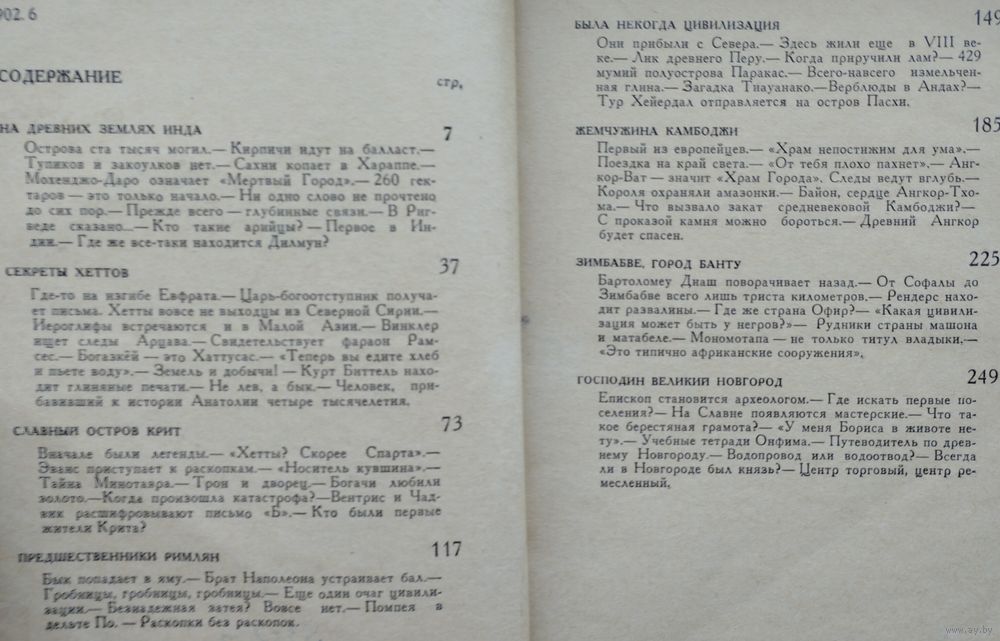 902. 6
СОДЕРЖАНИЕ
стр,
НА ДРЕВНИХ ЗЕМЛЯХ ИНДА 7
Острова ста тысяч могил.— Кирпичи идут на балласт.—
Тупиков и закоулков нет.— Сахни копает в Хараппе.—
Мохенджо-Даро означает «Мертвый Город».— 260 гек-
таров — это только начало.— Ни одно слово не прочтено
до сих пор.— Прежде всего — глубинные связи.— В Риг-
веде сказано...— Кто такие арийцы?— Первое в Ин-
дии.— Где же все-таки находится Дилмун?
СЕКРЕТЫ ХЕТТОВ 37
Где-то на изгибе Евфрата.— Царь-богоотступник получа-
ет письма. Хетты вовсе не выходцы из Северной Сирии.—
Иероглифы встречаются и в Малой Азии.— Винклер
ищет следы Арцава.— Свидетельствует фараон Рам-
сес.— Богазкёй — это Хаттусас.— «Теперь вы едите хлеб
и пьете воду».— Земель и добычи! — Курт Биттель нахо-
дит глиняные печати.— Не лев, а бык.— Человек, при-
бавивший к истории Анатолии четыре тысячелетия.
СЛАВНЫЙ ОСТРОВ КРИТ 73
Вначале были легенды.— «Хетты? Скорее Спарта».—
Эванс приступает к раскопкам.— «Носитель кувшина».—
Тайна Минотавра.— Трон и дворец.— Богачи любили
золото.—Когда произошла катастрофа?—Вентрис и Чад-
вик расшифровывают письмо «Б».— Кто были первые
жители Крита?
ПРЕДШЕСТВЕННИКИ РИМЛЯН 117
Бык попадает в яму.— Брат Наполеона устраивает бал.—
Гробницы, гробницы, гробницы.— Еще один очаг цивили-
зации.— Безнадежная затея? Вовсе нет.— Помпея в
дельте По. — Раскопки без раскопок.
БЫЛА НЕКОГДА ЦИВИЛИЗАЦИЯ 149
Они прибыли с Севера.— Здесь жили еще в VIII ве-
ке.— Лик древнего Перу.— Когда приручили лам?— 429
мумий полуострова Паракас.— Всего-навсего измельчен-
ная глина.— Загадка Тиауанако.—Верблюды в Андах?—
Тур Хейердал отправляется на остров Пасхи.
ЖЕМЧУЖИНА КАМБОДЖИ 185
Первый из европейцев.— «Храм непостижим для ума».—
Поездка на край света.— «От тебя плохо пахнет».— Анг-
кор-Ват — значит «Храм Города». Следы ведут вглубь.—
Короля охраняли амазонки.— Байон, сердце Ангкор-Тхо-
ма.— Что вызвало закат средневековой Камбоджи?—
С проказой камня можно бороться.— Древний Ангкор
будет спасен.
ЗИМБАБВЕ, ГОРОД БАНТУ 225
Бартоломеу Диаш поворачивает назад.— От Софалы до
Зимбабве всего лишь триста километров.— Рендерс нахо-
дит развалины.— Где же страна Офир?— «Какая цивили-
зация может быть у негров?»— Рудники страны машона
и матабеле.— Мономотапа — не только титул владыки.—
«Это типично африканские сооружения».
ГОСПОДИН ВЕЛИКИЙ НОВГОРОД 249
Епископ становится археологом.— Где искать первые по-
селения?— На Славне появляются мастерские.— Что та-
кое берестяная грамота?— «У меня Бориса в животе не-
ту».— Учебные тетради Онфима.— Путеводитель по древ-
нему Новгороду.— Водопровод или водоотвод?— Всегда
ли в Новгороде был князь?— Центр торговый, центр ре-
месленный.
www.ay.by